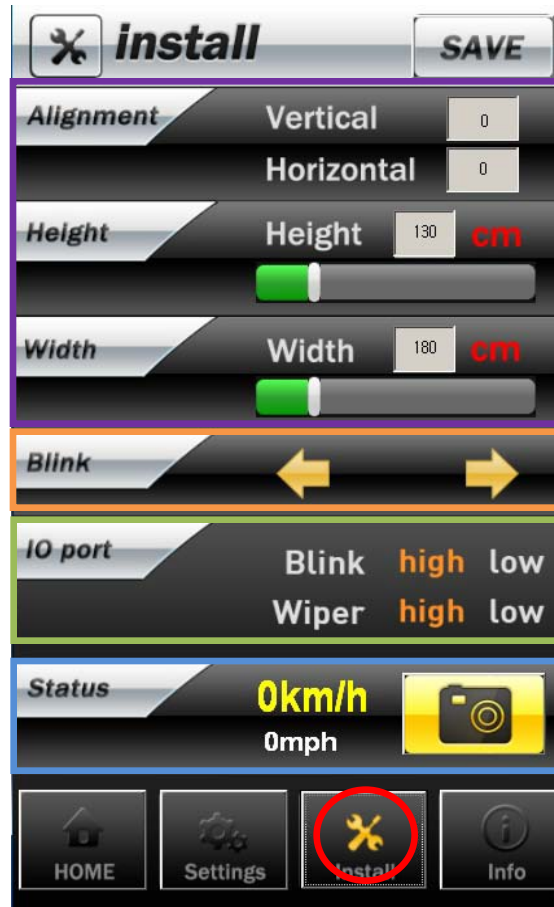 install SAVE
Alignment Vertical 0
Horizontal 0
Height Height 130 cm
Width Width 180 cm
Blink
IO port Blink high low
Wiper high low
Status 0km/h
0mph
HOME Settings Install Info